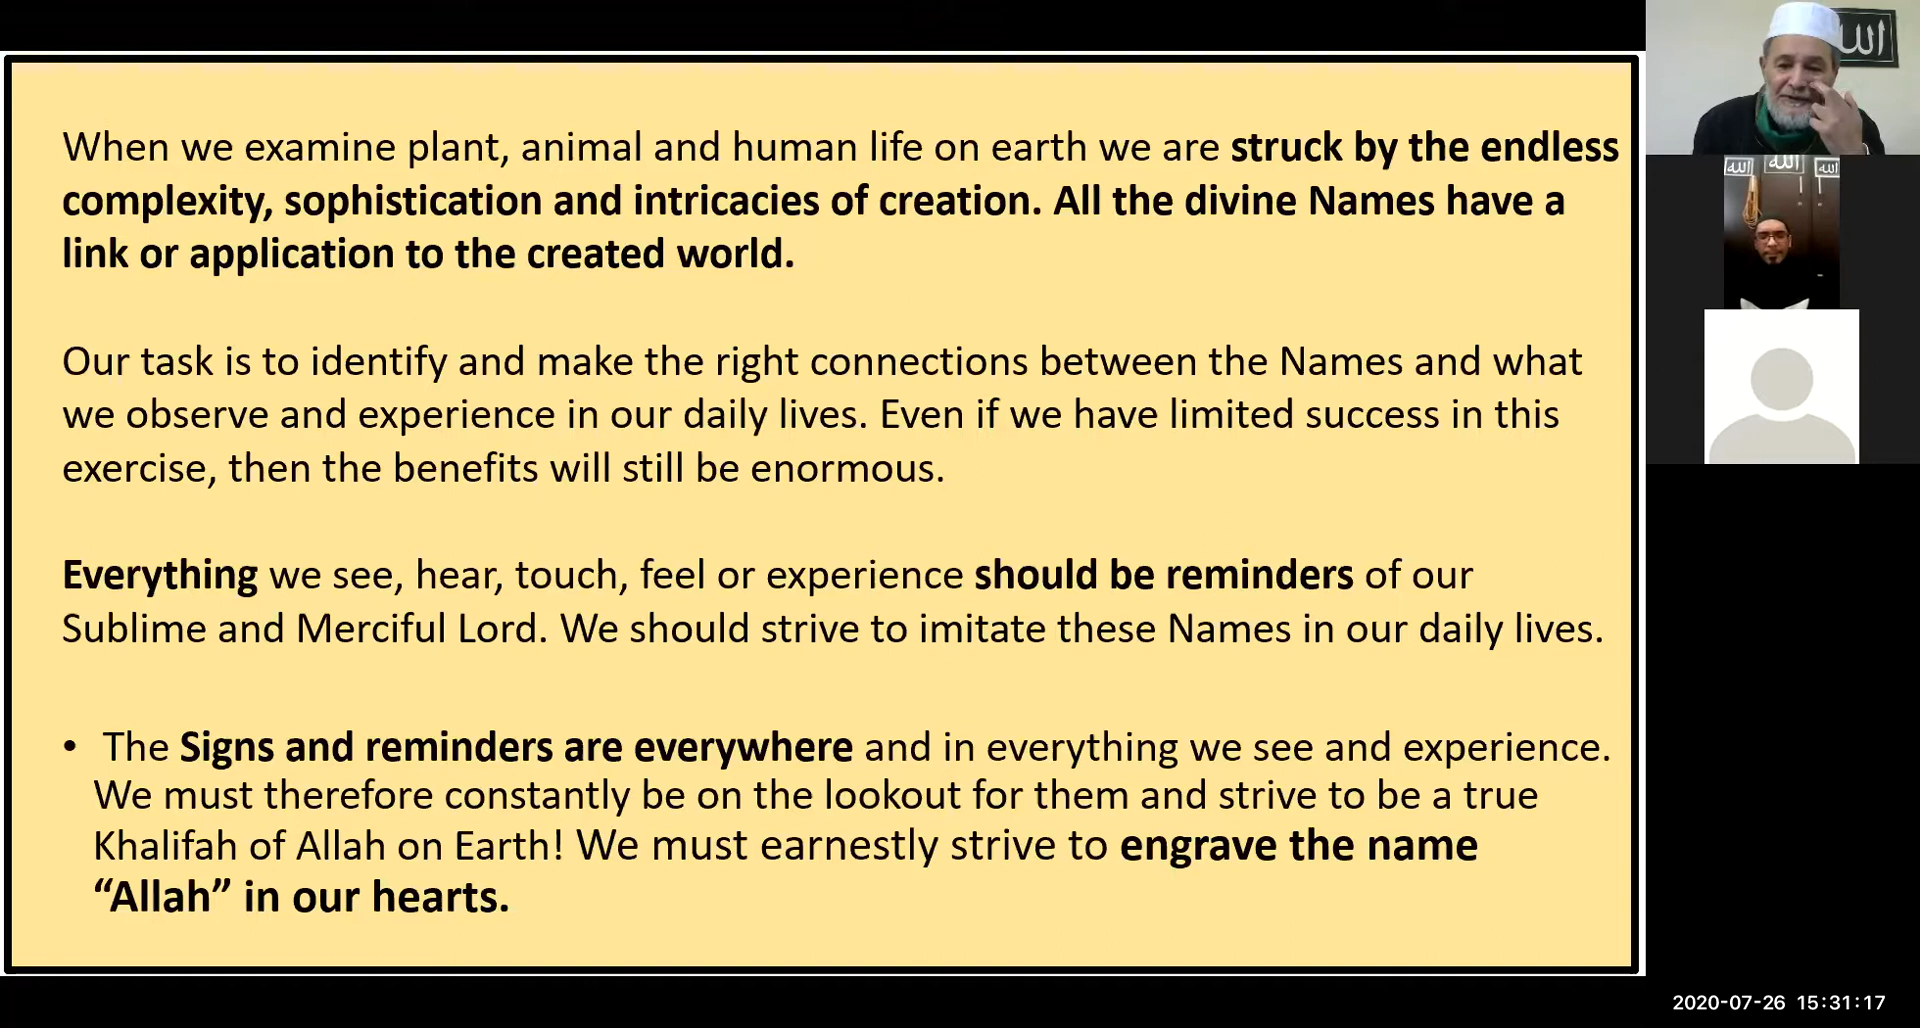 When we examine plant, animal and human life on earth we are struck by the endless
complexity, sophistication and intricacies of creation. All the divine Names have a
link or application to the created world.
Our task is to identify and make the right connections between the Names and what
we observe and experience in our daily lives. Even if we have limited success in this
exercise, then the benefits will still be enormous.
Everything we see, hear, touch, feel or experience should be reminders of our
Sublime and Merciful Lord. We should strive to imitate these Names in our daily lives.
• The Signs and reminders are everywhere and in everything we see and experience.
We must therefore constantly be on the lookout for them and strive to be a true
Khalifah of Allah on Earth! We must earnestly strive to engrave the name
“Allah” in our hearts.
الله
الله الله الله
2020-07-26 15:31:17